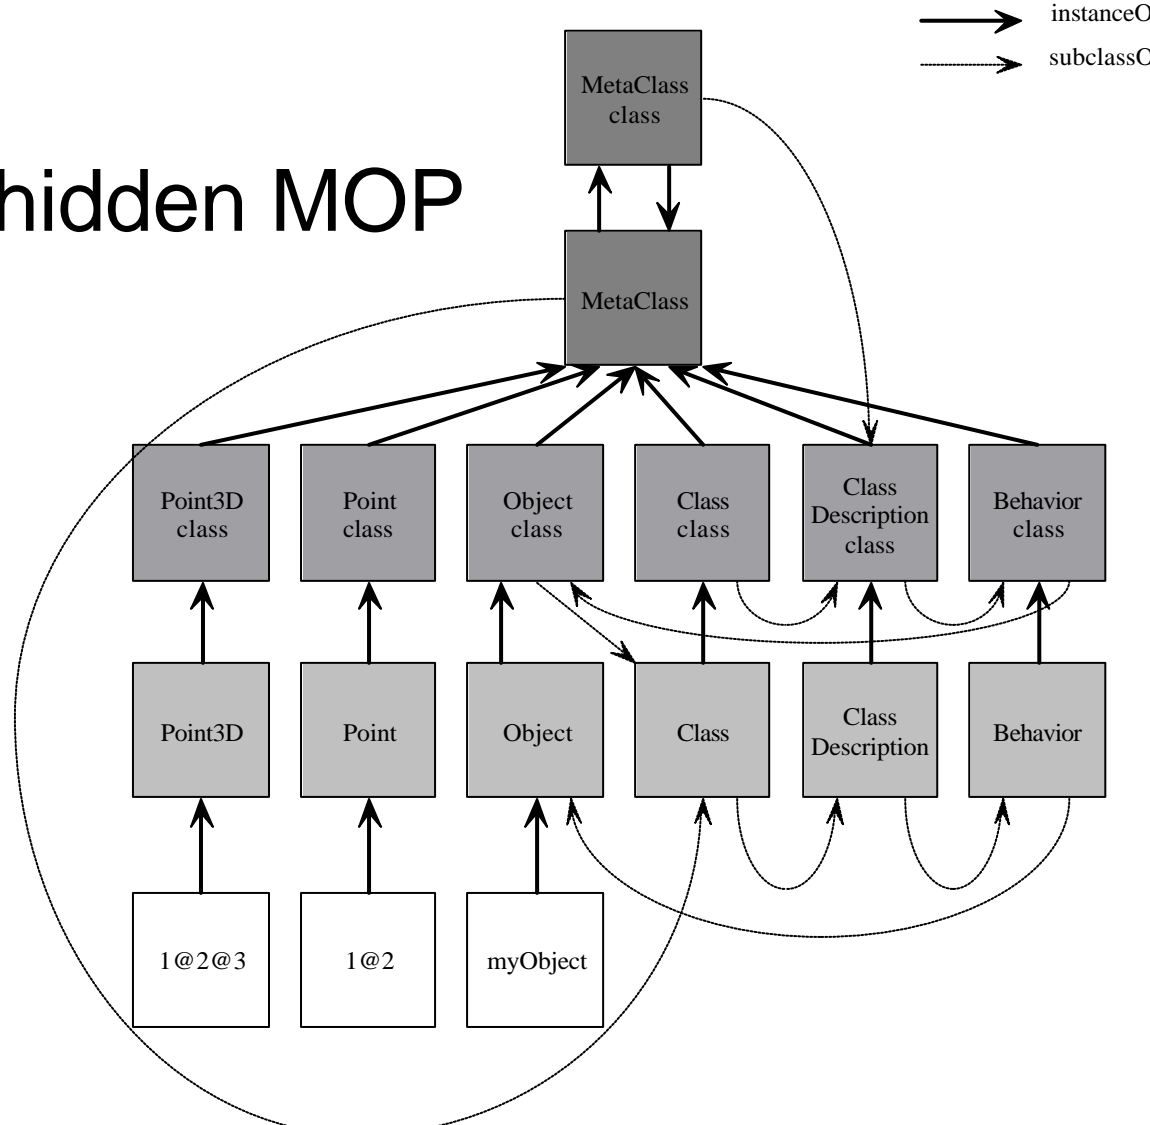 instanceO
subclassO
MetaClass
class
hidden MOP
MetaClass
Point3D
class
Point
class
Object
class
Class
class
Class
Description
class
Behavior
class
Point3D
Point
Object
Class
Class
Description
Behavior
1@2@3
1@2
myObject